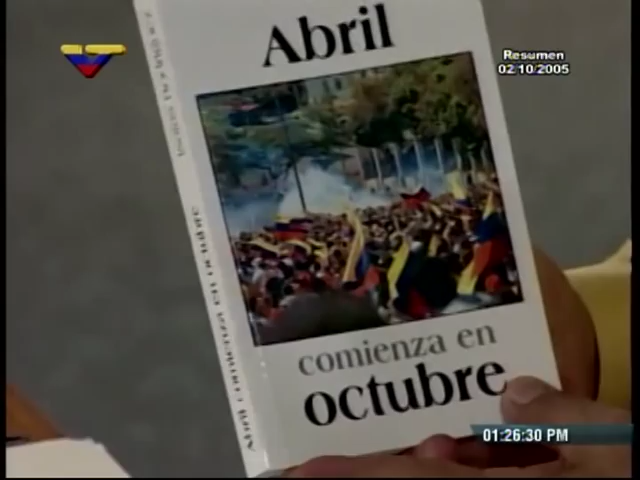 Abril
Resumen
02.10.2005
comienza en
octubre
Abril comienza en octubre
01:26:30 PM